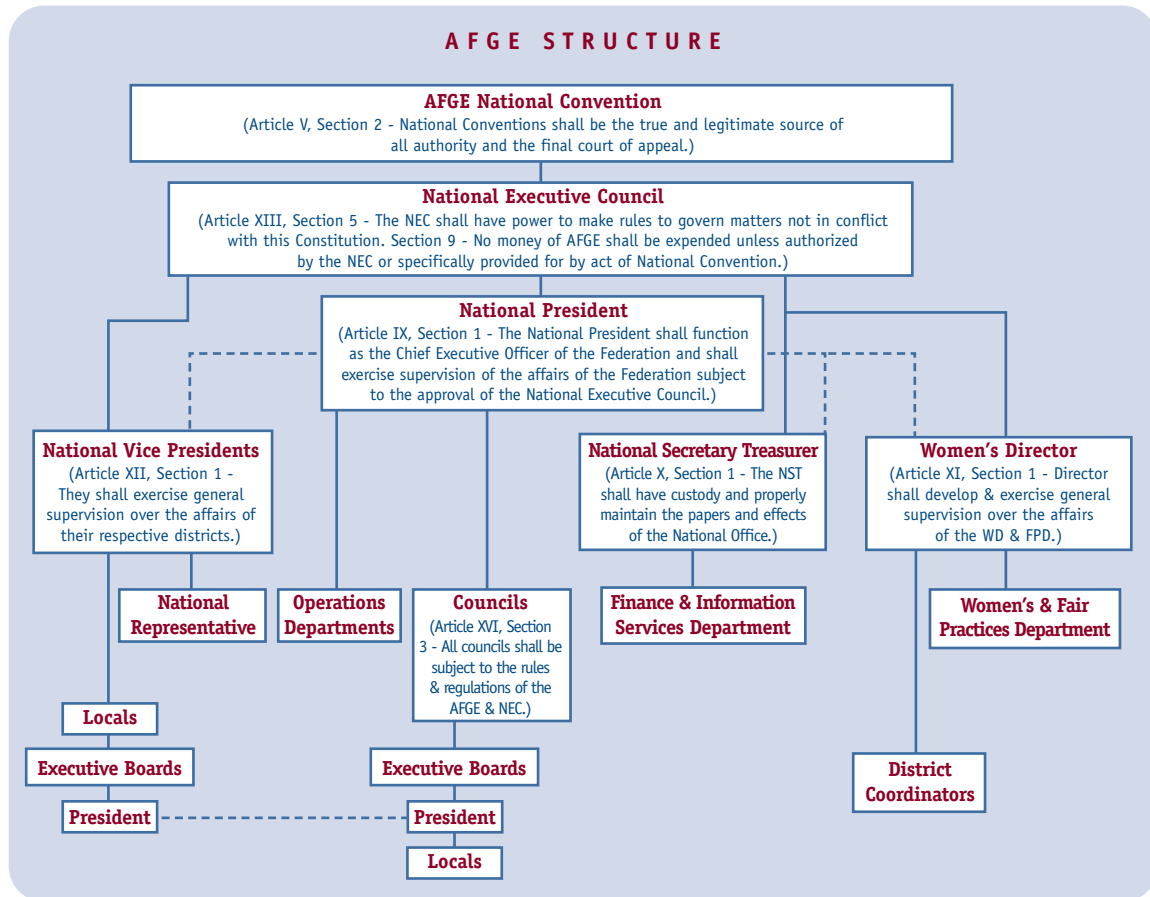 AFGE STRUCTURE
AFGE National Convention
(Article V, Section 2 - National Conventions shall be the true and legitimate source of
all authority and the final court of appeal.)
National Executive Council
(Article XIII, Section 5 - The NEC shall have power to make rules to govern matters not in conflict
with this Constitution. Section 9 - No money of AFGE shall be expended unless authorized
by the NEC or specifically provided for by act of National Convention.)
National President
(Article IX, Section 1 - The National President shall function
as the Chief Executive Officer of the Federation and shall
exercise supervision of the affairs of the Federation subject
to the approval of the National Executive Council.)
National Vice Presidents
(Article XII, Section 1 -
They shall exercise general
supervision over the affairs of
their respective districts.)
National Secretary Treasurer
(Article X, Section 1 - The NST
shall have custody and properly
maintain the papers and effects
of the National Office.)
Women's Director
(Article XI, Section 1 - Director
shall develop & exercise general
supervision over the affairs
of the WD & FPD.)
National
Representative
Operations
Departments
Councils
(Article XVI, Section
3 - All councils shall be
subject to the rules
& regulations of the
AFGE & NEC.)
Finance & Information
Services Department
Women's & Fair
Practices Department
Locals
Executive Boards
President
Executive Boards
President
Locals
District
Coordinators